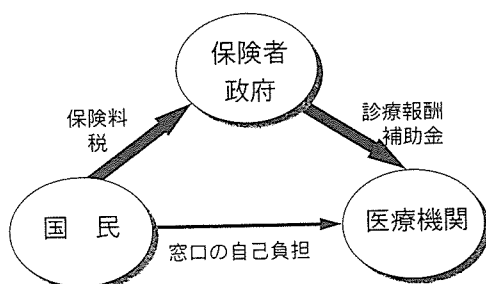 保険者
政府
保険料
税
診療報酬
補助金
国　民
医療機関
窓口の自己負担